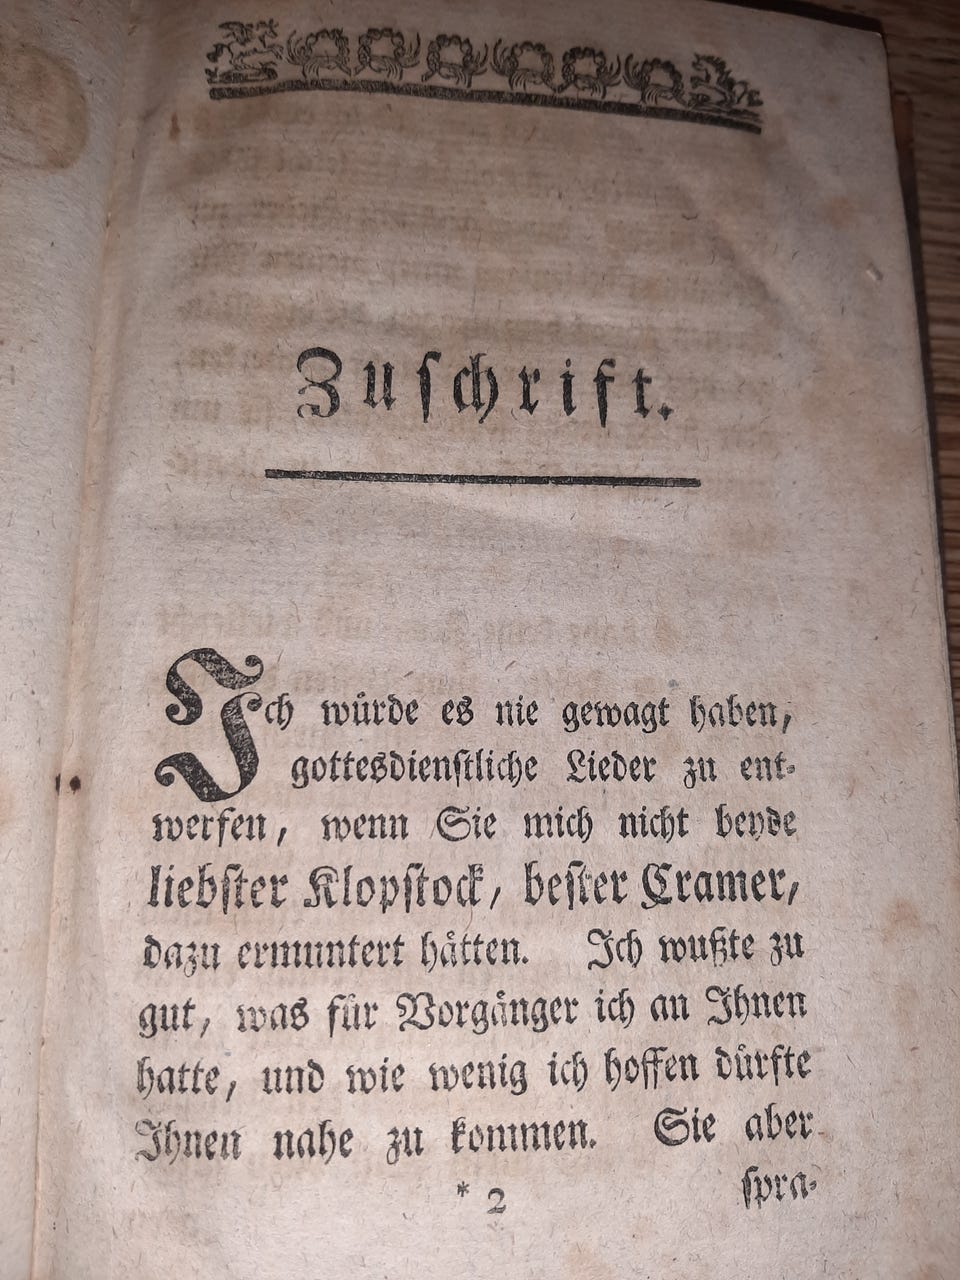 Zuschrift.
Ich würde es nie gewagt haben,
gottesdienstliche Lieder zu ent-
werfen, wenn Sie mich nicht beyde
liebster Klopstock, bester Cramer,
dazu ermuntert hätten. Ich wußte zu
gut, was für Vorgänger ich an Ihnen
hatte, und wie wenig ich hoffen dürfte
Ihnen nahe zu kommen. Sie aber
* 2 spra-